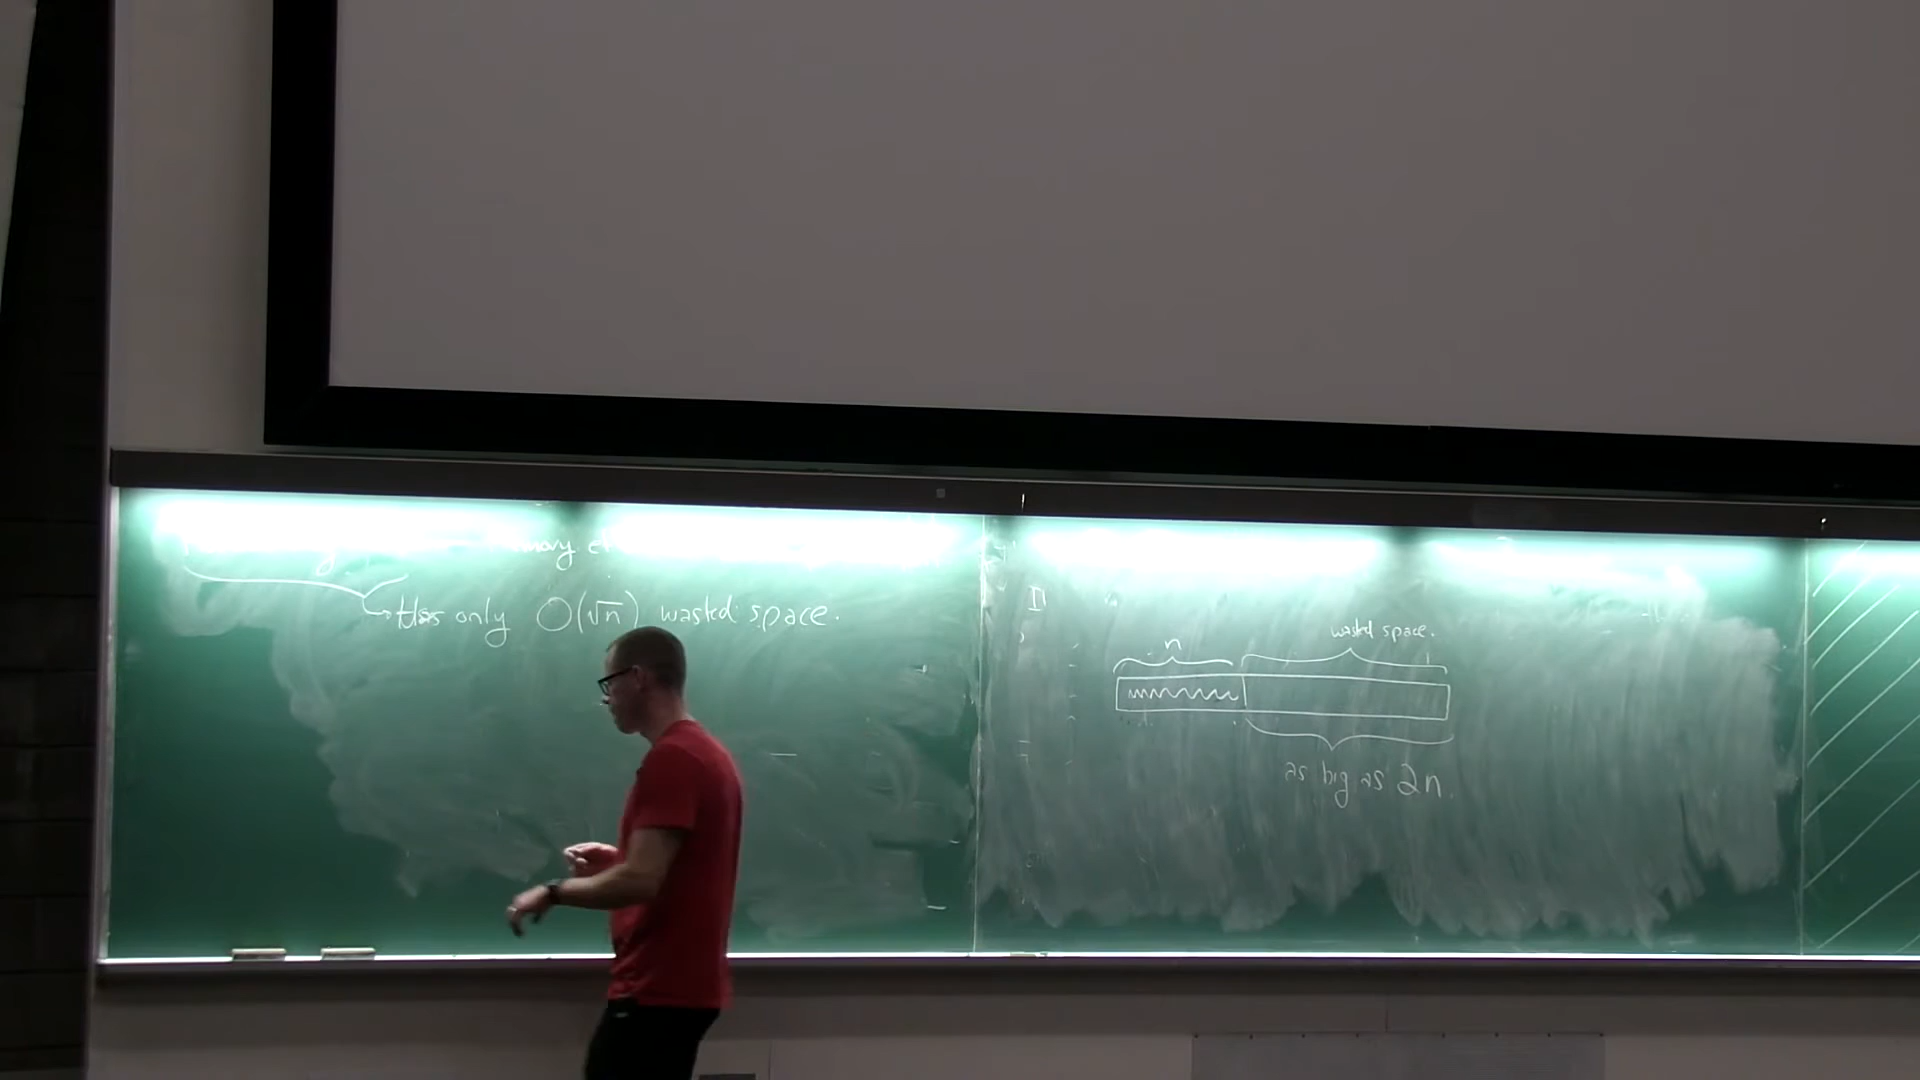 Has only O(√n) wasted space.
wasted space.
n
as big as 2n.